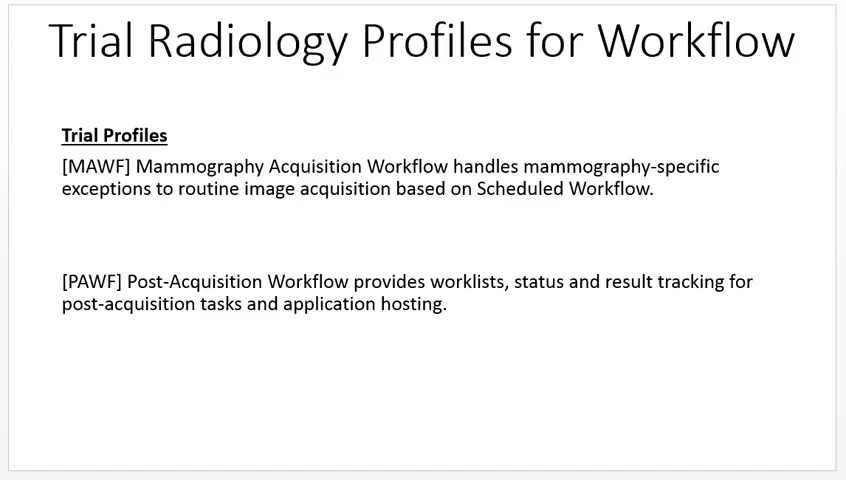 Trial Radiology Profiles for Workflow
Trial Profiles
[MAWF] Mammography Acquisition Workflow handles mammography-specific
exceptions to routine image acquisition based on Scheduled Workflow.
[PAWF] Post-Acquisition Workflow provides worklists, status and result tracking for
post-acquisition tasks and application hosting.